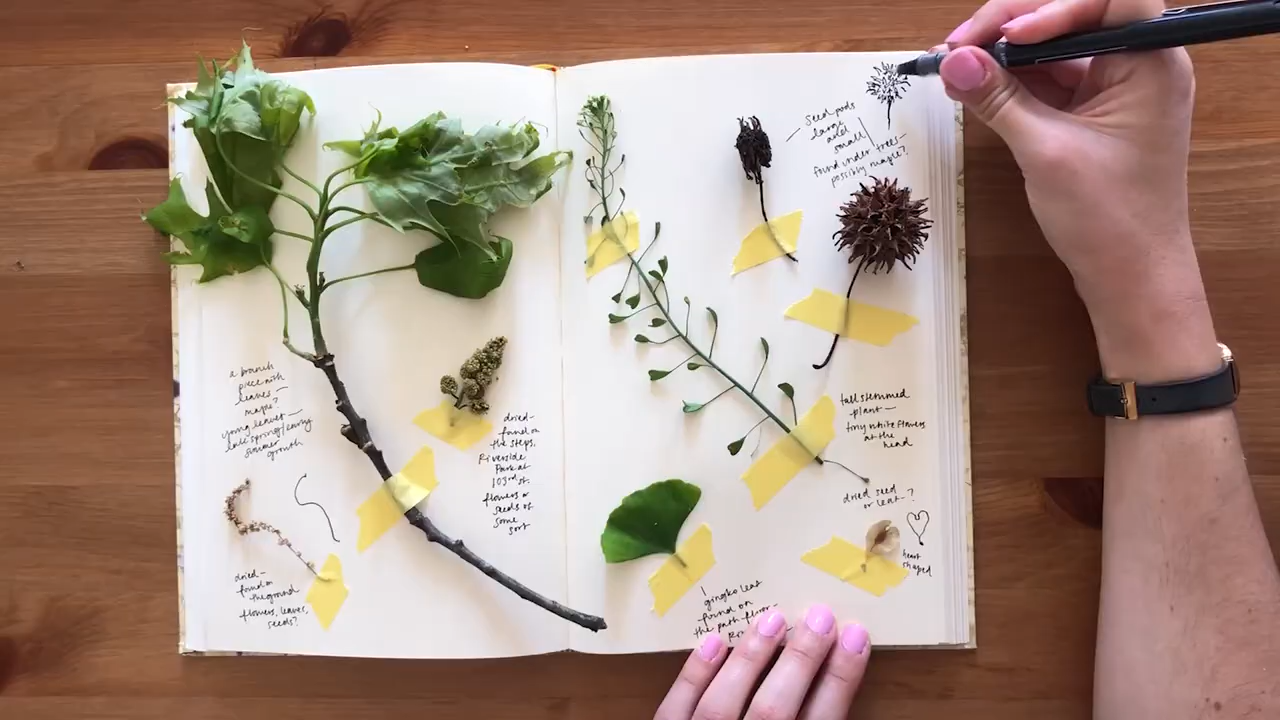 a branch
piece with
leaves—
maple?
young leaves—
late spring/early
summer
growth
dried—
found on
the steps,
Riverside
Park at
103rd st.
flowers or
seeds of
some
sort
dried—
found on
the ground
flowers, leaves,
seeds?
Seed pods
large
and
small
found under trees—
possibly maple?
tall stemmed
plant—
tiny white flowers
at the
head
dried seed
or leaf?
heart
shaped
gingko leaf
found on
the path